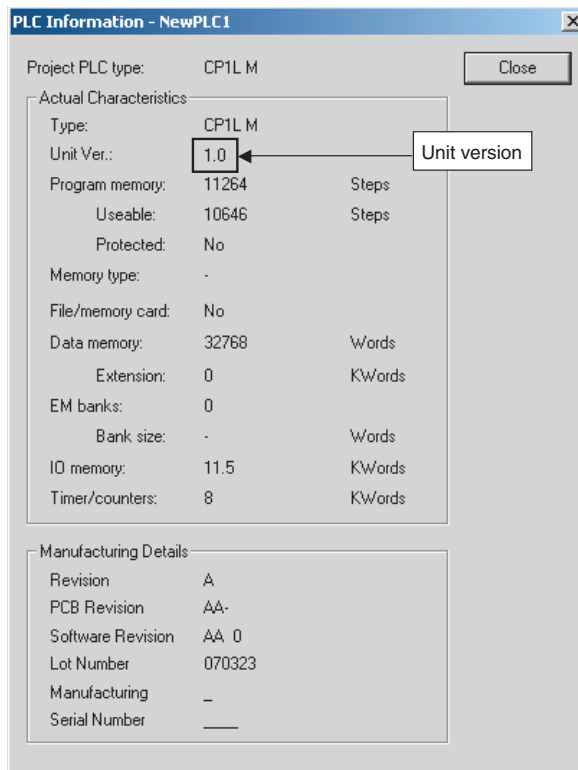 PLC Information - NewPLC1
Project PLC type: CP1L M Close
Actual Characteristics
Type: CP1L M
Unit Ver.: 1.0 Unit version
Program memory: 11264 Steps
Useable: 10646 Steps
Protected: No
Memory type: -
File/memory card: No
Data memory: 32768 Words
Extension: 0 KWords
EM banks: 0
Bank size: - Words
IO memory: 11.5 KWords
Timer/counters: 8 KWords
Manufacturing Details
Revision A
PCB Revision AA-
Software Revision AA 0
Lot Number 070323
Manufacturing _
Serial Number ____